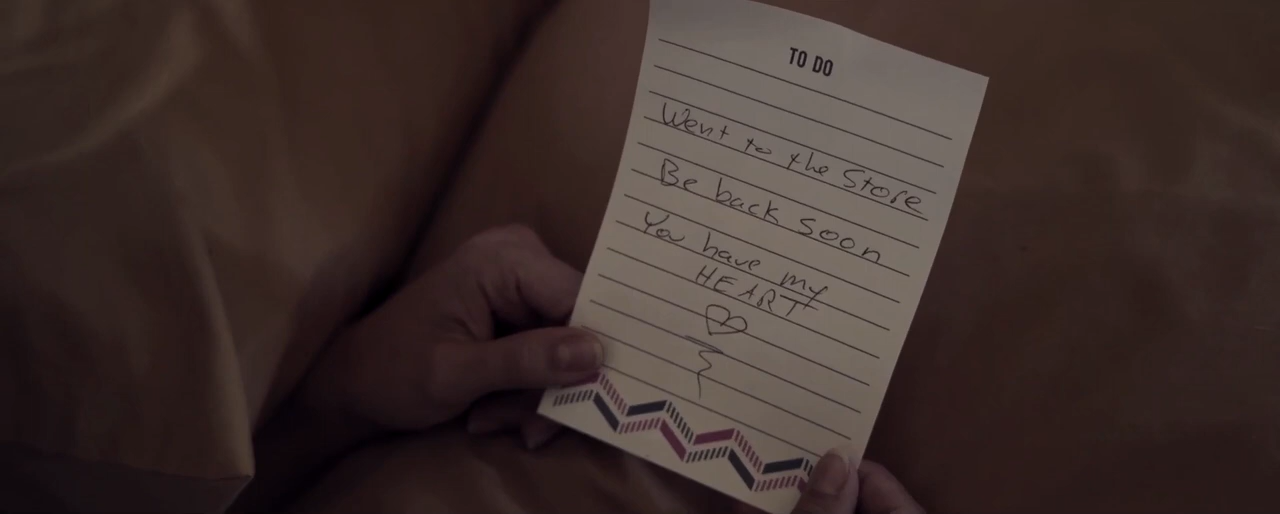 TO DO
Went to the Store
Be back soon
You have my
HEART